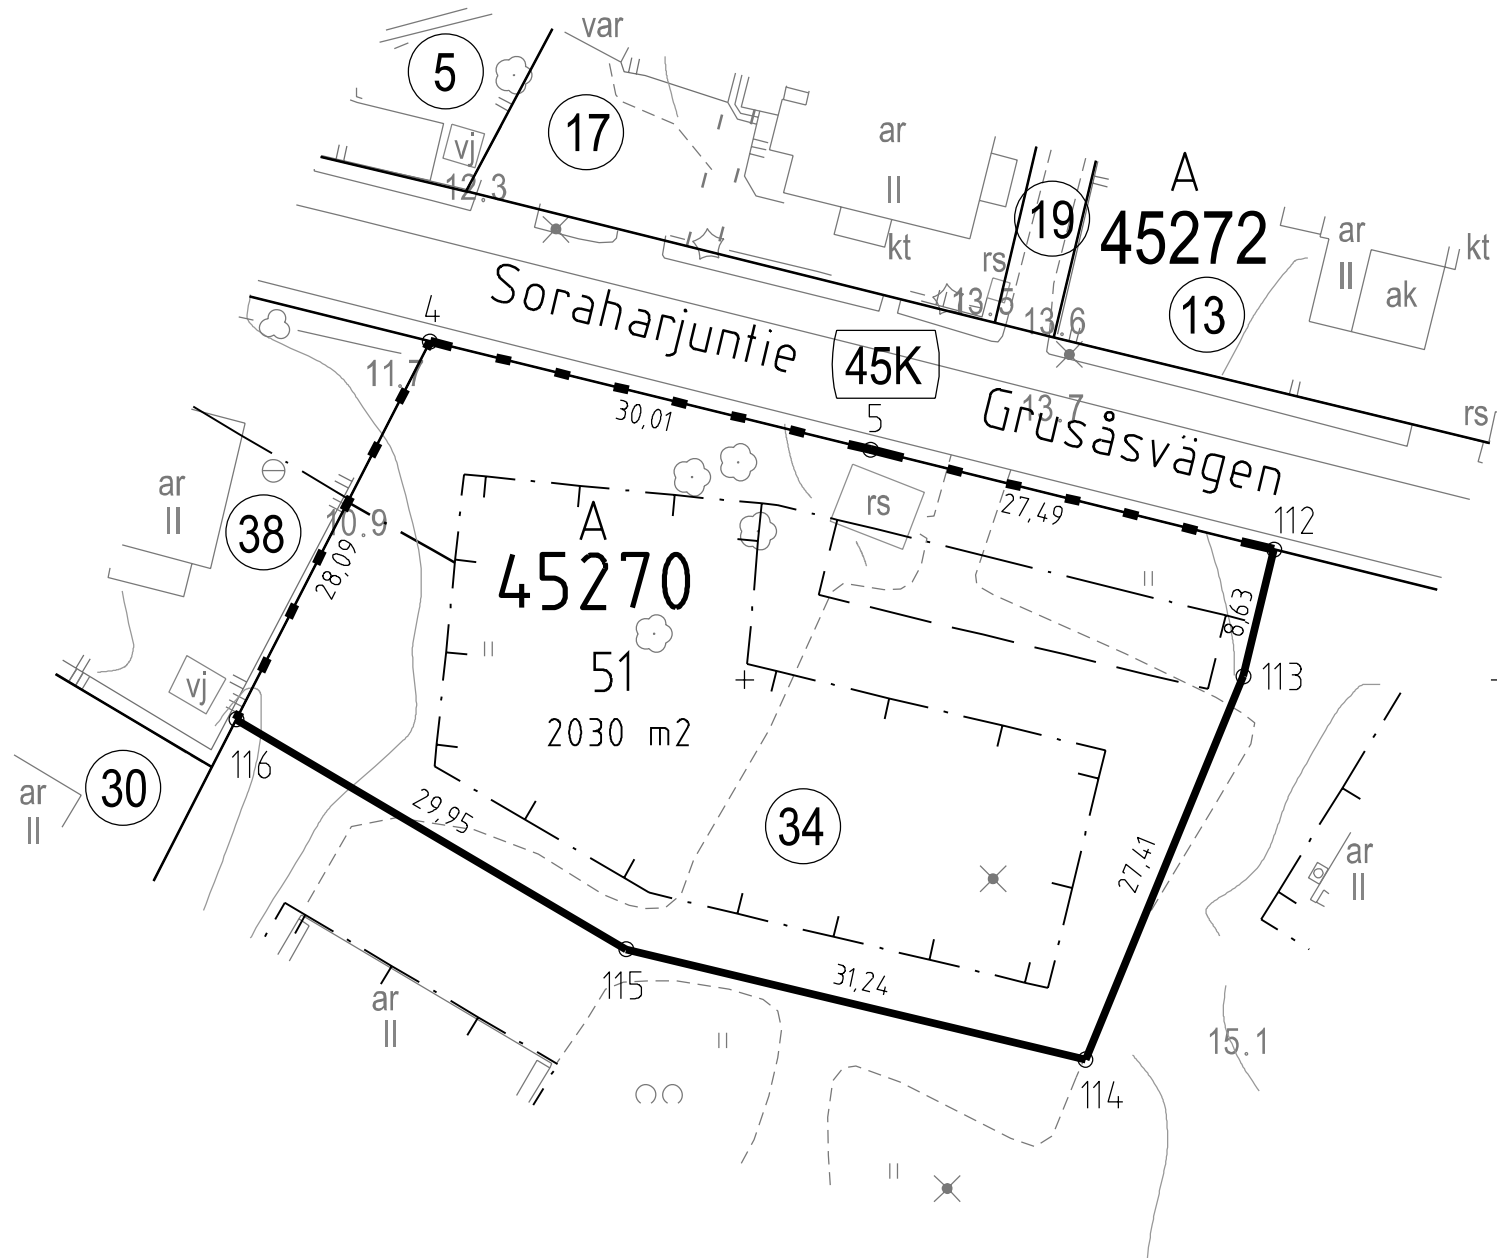 var
5
17
vj
12.3
ar
II
kt
19
A
45272
ar
II
kt
ak
rs
13.5
13.6
13
4
Soraharjuntie
45K
11.7
30,01
5
13.7
Grusåsvägen
rs
ar
II
38
10.9
28,09
A
45270
rs
27,49
112
51
2030 m2
8,63
113
vj
116
30
ar
II
29,95
34
27,41
ar
II
115
31,24
ar
II
15.1
114